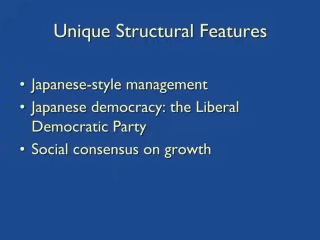 Unique Structural Features
• Japanese-style management
• Japanese democracy: the Liberal
Democratic Party
• Social consensus on growth